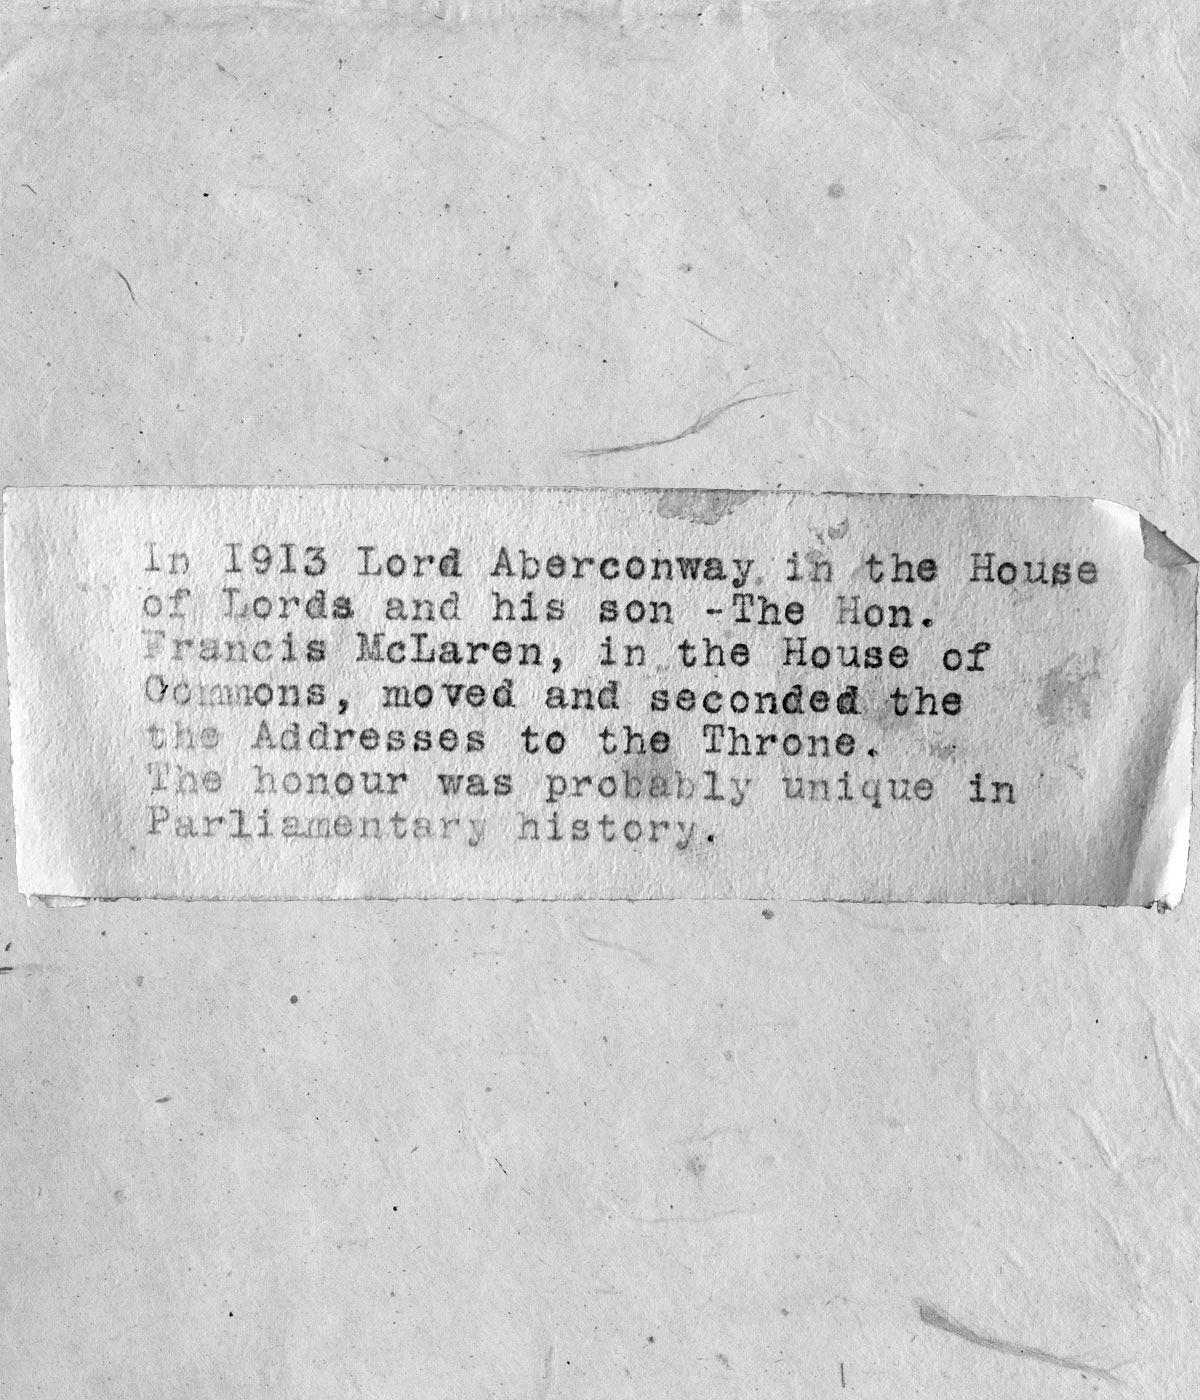 In 1913 Lord Aberconway in the House
of Lords and his son -The Hon.
Francis McLaren, in the House of
Commons, moved and seconded the
the Addresses to the Throne.
The honour was probably unique in
Parliamentary history.